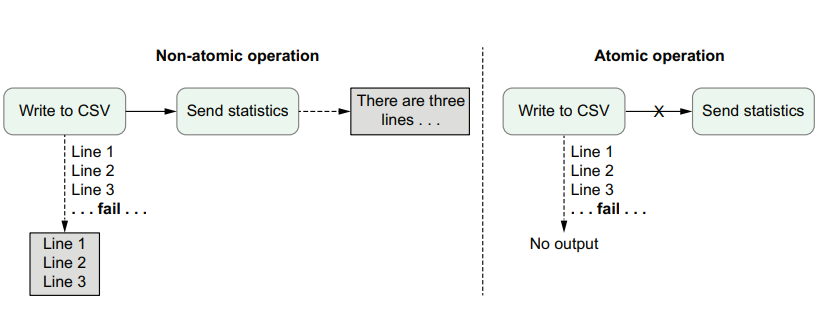 Non-atomic operation
Write to CSV
Send statistics
There are three
lines . . .
Line 1
Line 2
Line 3
. . . fail . . .
Line 1
Line 2
Line 3
Atomic operation
Write to CSV
X
Send statistics
Line 1
Line 2
Line 3
. . . fail . . .
No output